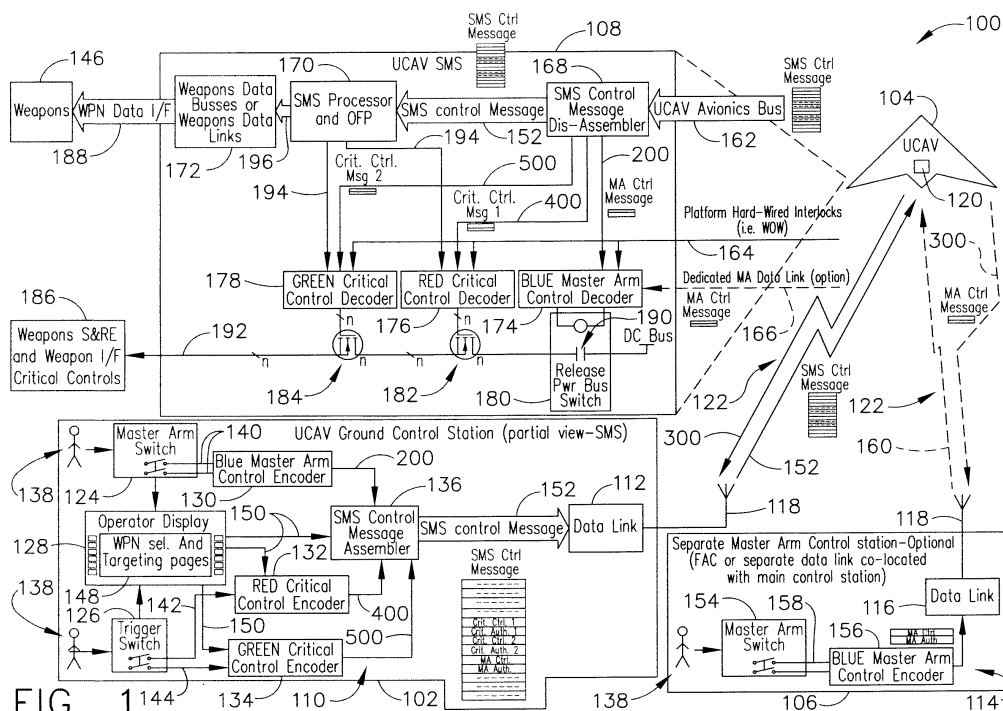 SMS Ctrl
Message
108
100
UCAV SMS
146
170
168
SMS Ctrl
Message
104
Weapons
WPN Data I/F
188
Weapons Data
Busses or
Weapons Data
Links
172
196
SMS Processor
and OFP
SMS control Message
152
SMS Control
Message
Dis-Assembler
UCAV Avionics Bus
162
UCAV
120
194
194
Crit. Ctrl.
Msg 2
500
200
Crit. Ctrl.
Msg 1
400
MA Ctrl
Message
Platform Hard-Wired Interlocks
(i.e. WOW)
164
300
178
GREEN Critical
Control Decoder
RED Critical
Control Decoder
176
BLUE Master Arm
Control Decoder
174
Dedicated MA Data Link (option)
MA Ctrl
Message
166
MA Ctrl
Message
186
Weapons S&RE
and Weapon I/F
Critical Controls
192
n
n
n
n
n
n
184
182
190
DC Bus
Release
Pwr Bus
Switch
180
122
SMS Ctrl
Message
122
160
300
152
UCAV Ground Control Station (partial view-SMS)
138
Master Arm
Switch
124
140
Blue Master Arm
Control Encoder
130
200
136
152
112
Operator Display
128
WPN sel. And
Targeting pages
148
150
132
SMS Control
Message
Assembler
SMS control Message
Data Link
118
118
138
126
142
150
RED Critical
Control Encoder
400
500
Trigger
Switch
144
GREEN Critical
Control Encoder
134
110
102
SMS Ctrl
Message
Crit. Ctrl. 1
Crit. Auth. 1
Crit. Ctrl. 2
Crit. Auth. 2
MA Ctrl.
MA Auth.
Separate Master Arm Control station-Optional
(FAC or separate data link co-located
with main control station)
154
158
116
Data Link
Master Arm
Switch
156
MA Ctrl.
MA Auth
BLUE Master Arm
Control Encoder
138
106
114
FIG. 1